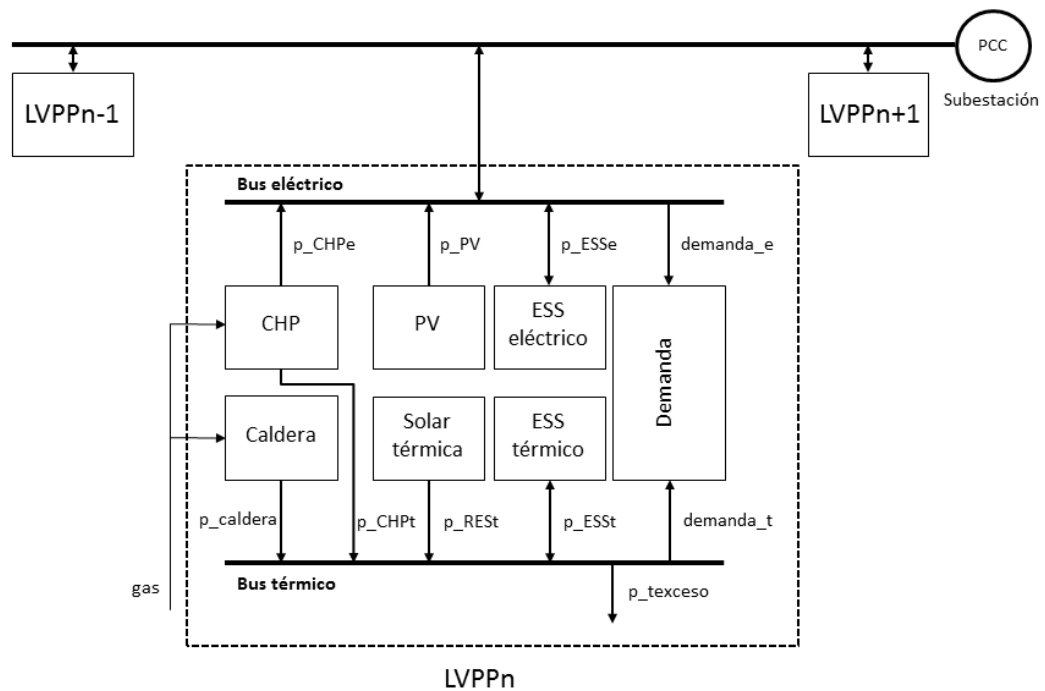 PCC
Subestación
LVPPn-1
LVPPn+1
Bus eléctrico
p_CHPe
p_PV
p_ESSe
demanda_e
CHP
PV
ESS
eléctrico
Demanda
Caldera
Solar
térmica
ESS
térmico
p_caldera
p_CHPt
p_RESt
p_ESSt
demanda_t
Bus térmico
gas
p_texceso
LVPPn